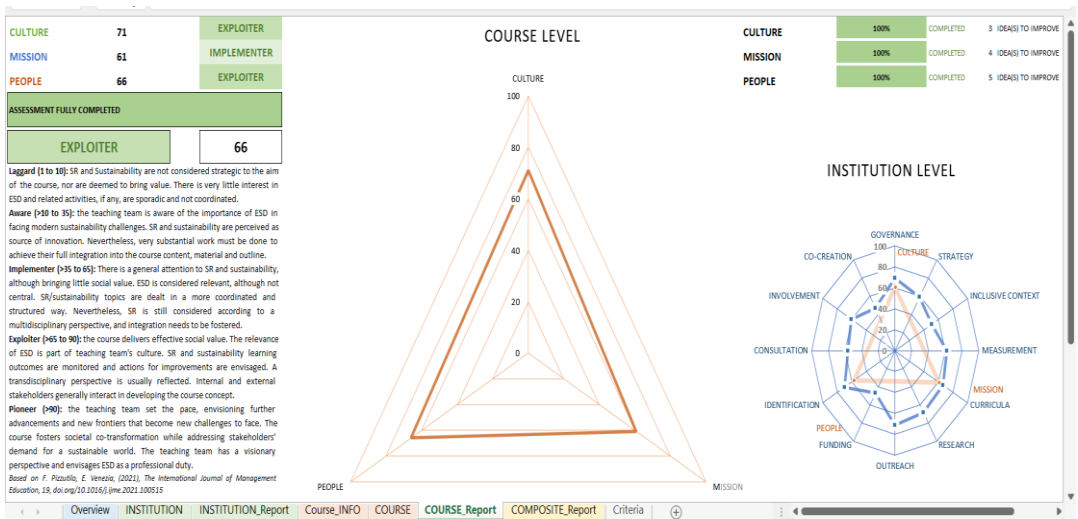 CULTURE 71 EXPLOITER
MISSION 61 IMPLEMENTER
PEOPLE 66 EXPLOITER
ASSESSMENT FULLY COMPLETED
EXPLOITER 66
Laggard (1 to 10): SR and Sustainability are not considered strategic to the aim
of the course, nor are deemed to bring value. There is very little interest in
ESD and related activities, if any, are sporadic and not coordinated.
Aware (>10 to 35): the teaching team is aware of the importance of ESD in
facing modern sustainability challenges. SR and sustainability are perceived as
source of innovation. Nevertheless, very substantial work must be done to
achieve their full integration into the course content, material and outline.
Implementer (>35 to 65): There is a general attention to SR and sustainability,
although bringing little social value. ESD is considered relevant, although not
central. SR/sustainability topics are dealt in a more coordinated and
structured way. Nevertheless, SR is still considered according to a
multidisciplinary perspective, and integration needs to be fostered.
Exploiter (>65 to 90): the course delivers effective social value. The relevance
of ESD is part of teaching team's culture. SR and sustainability learning
outcomes are monitored and actions for improvements are envisaged. A
transdisciplinary perspective is usually reflected. Internal and external
stakeholders generally interact in developing the course concept.
Pioneer (>90): the teaching team set the pace, envisioning further
advancements and new frontiers that become new challenges to face. The
course fosters societal co-transformation while addressing stakeholders'
demand for a sustainable world. The teaching team has a visionary
perspective and envisages ESD as a professional duty.
Based on F. Pizzutilo, E. Venezia, (2021), The International Journal of Management
Education, 19, doi.org/10.1016/j.ijme.2021.100515
COURSE LEVEL
CULTURE
100
80
60
40
20
0
PEOPLE
MISSION
CULTURE 100% COMPLETED 3 IDEA(S) TO IMPROVE
MISSION 100% COMPLETED 4 IDEA(S) TO IMPROVE
PEOPLE 100% COMPLETED 5 IDEA(S) TO IMPROVE
INSTITUTION LEVEL
GOVERNANCE
100
CULTURE
CO-CREATION
STRATEGY
80
60
INVOLVEMENT
INCLUSIVE CONTEXT
40
20
CONSULTATION
0
MEASUREMENT
MISSION
IDENTIFICATION
CURRICULA
PEOPLE
FUNDING
RESEARCH
OUTREACH
Overview INSTITUTION INSTITUTION_Report Course_INFO COURSE COURSE_Report COMPOSITE_Report Criteria